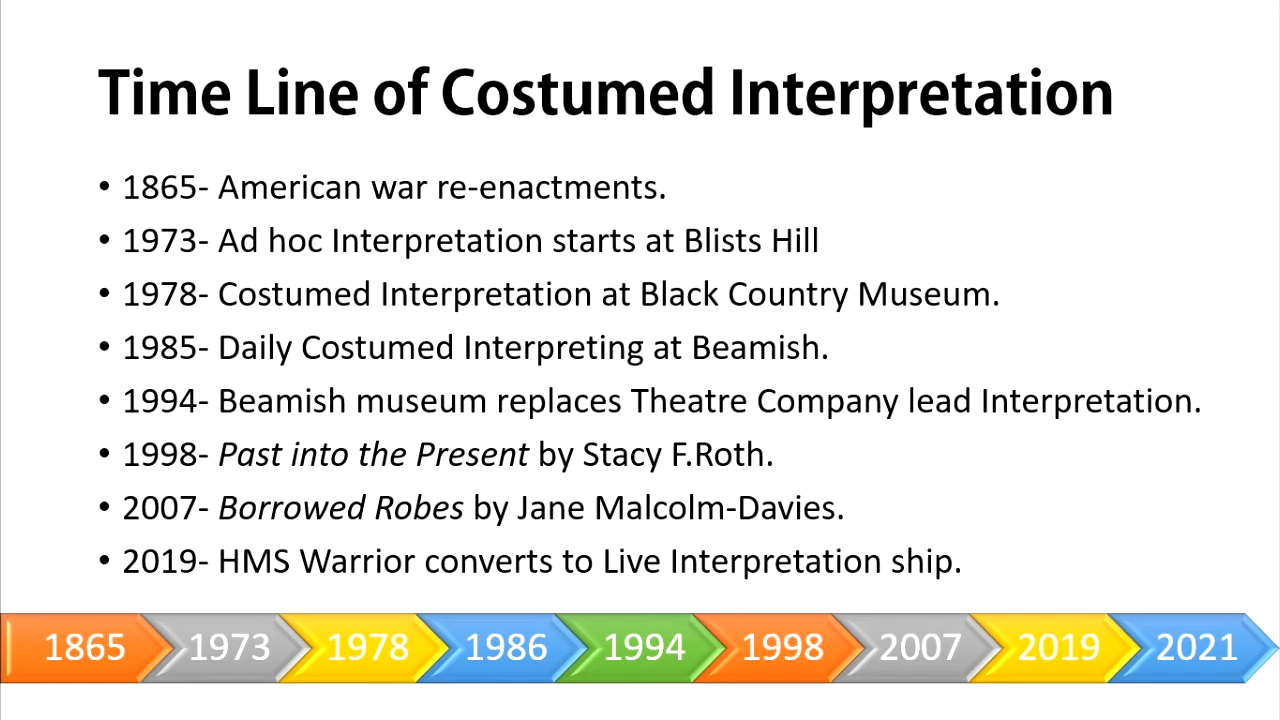 Time Line of Costumed Interpretation
• 1865- American war re-enactments.
• 1973- Ad hoc Interpretation starts at Blists Hill
• 1978- Costumed Interpretation at Black Country Museum.
• 1985- Daily Costumed Interpreting at Beamish.
• 1994- Beamish museum replaces Theatre Company lead Interpretation.
• 1998- Past into the Present by Stacy F.Roth.
• 2007- Borrowed Robes by Jane Malcolm-Davies.
• 2019- HMS Warrior converts to Live Interpretation ship.
1865 1973 1978 1986 1994 1998 2007 2019 2021